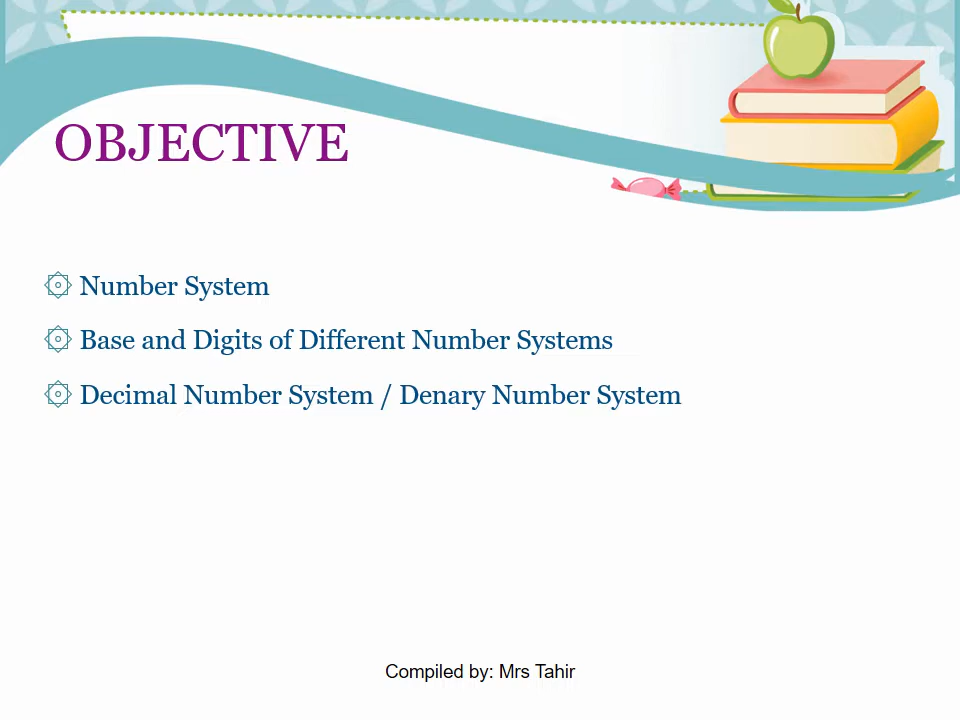 OBJECTIVE
Number System
Base and Digits of Different Number Systems
Decimal Number System / Denary Number System
Compiled by: Mrs Tahir